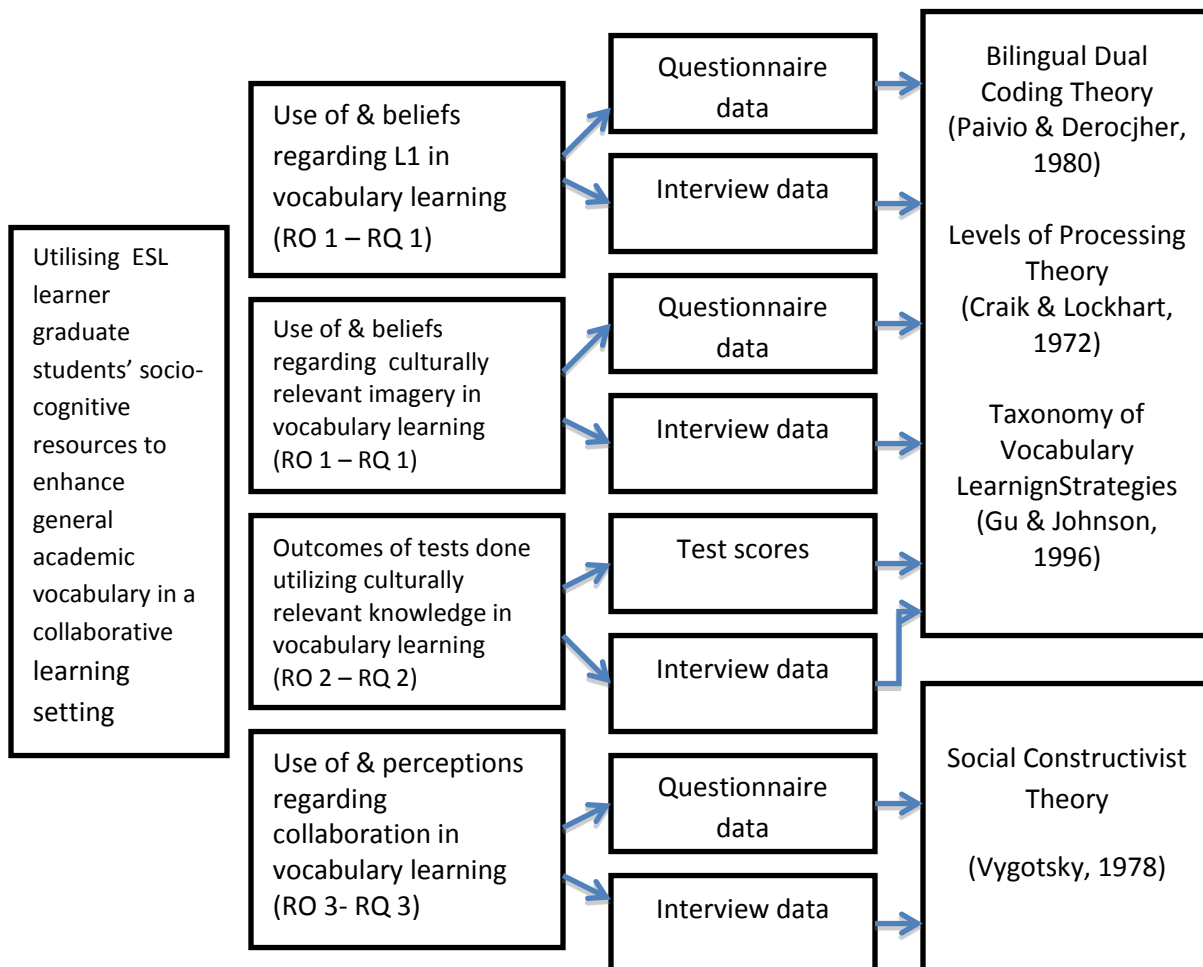 Utilising ESL
learner
graduate
students’ socio-
cognitive
resources to
enhance
general
academic
vocabulary in a
collaborative
learning
setting
Use of & beliefs
regarding L1 in
vocabulary learning
(RO 1 – RQ 1)
Use of & beliefs
regarding culturally
relevant imagery in
vocabulary learning
(RO 1 – RQ 1)
Outcomes of tests done
utilizing culturally
relevant knowledge in
vocabulary learning
(RO 2 – RQ 2)
Use of & perceptions
regarding
collaboration in
vocabulary learning
(RO 3- RQ 3)
Questionnaire
data
Interview data
Questionnaire
data
Interview data
Test scores
Interview data
Questionnaire
data
Interview data
Bilingual Dual
Coding Theory
(Paivio & Derocjher,
1980)
Levels of Processing
Theory
(Craik & Lockhart,
1972)
Taxonomy of
Vocabulary
LearnignStrategies
(Gu & Johnson,
1996)
Social Constructivist
Theory
(Vygotsky, 1978)